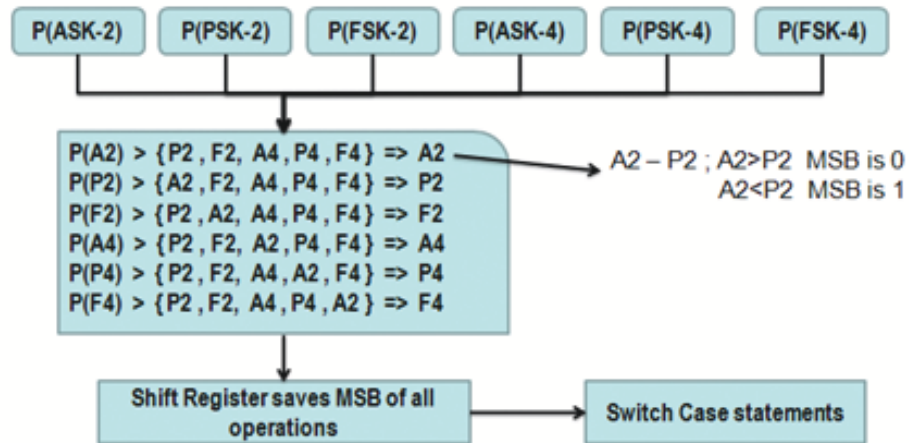 P(ASK-2)
P(PSK-2)
P(FSK-2)
P(ASK-4)
P(PSK-4)
P(FSK-4)
P(A2) > {P2 , F2, A4 , P4 , F4 } => A2
P(P2) > {A2 , F2, A4 , P4 , F4 } => P2
P(F2) > {P2 , A2, A4 , P4 , F4 } => F2
P(A4) > {P2 , F2, A2 , P4 , F4 } => A4
P(P4) > {P2 , F2, A4 , A2 , F4 } => P4
P(F4) > {P2 , F2, A4 , P4 , A2 } => F4
A2 – P2 ; A2>P2 MSB is 0
A2<P2 MSB is 1
Shift Register saves MSB of all
operations
Switch Case statements